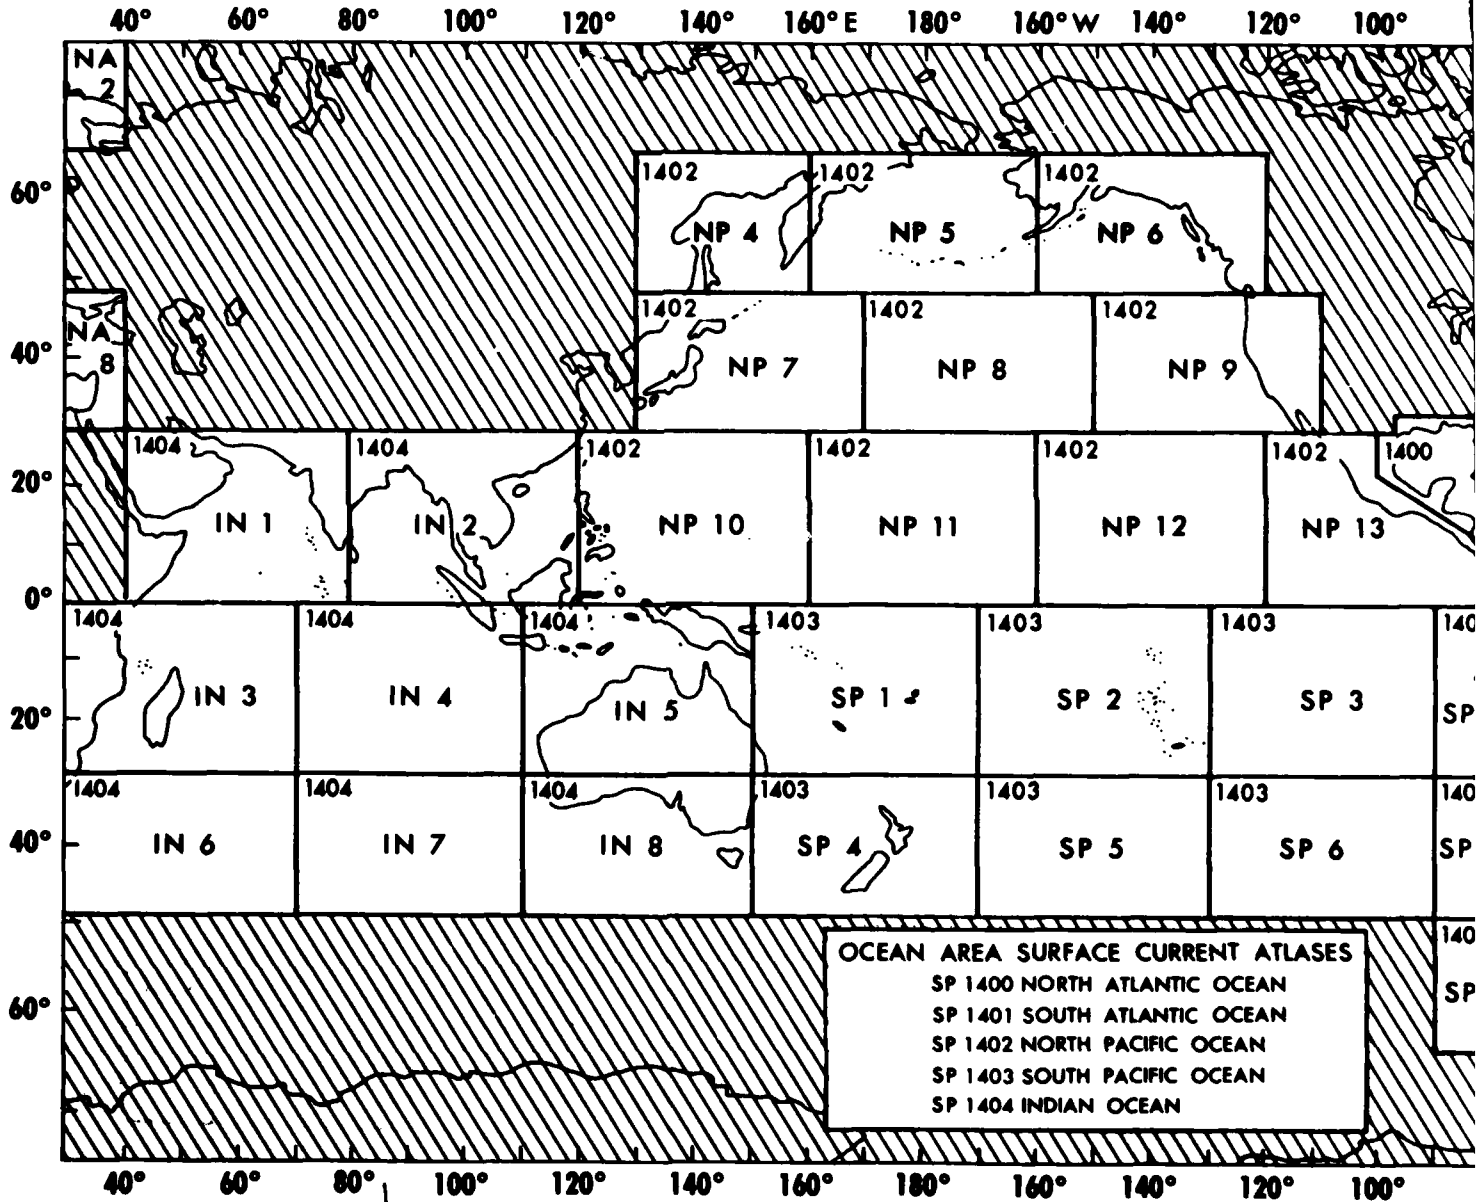 40° 60° 80° 100° 120° 140° 160° E 180° 160° W 140° 120° 100°
NA
2
1402 1402 1402
60°
NP 4 NP 5 NP 6
1402 1402 1402
NA
8
40°
NP 7 NP 8 NP 9
1404 1404 1402 1402 1402 1402 1400
20°
IN 1 IN 2 NP 10 NP 11 NP 12 NP 13
0°
1404 1404 1404 1403 1403 1403 140
IN 3 IN 4 IN 5 SP 1 SP 2 SP 3 SP
20°
1404 1404 1404 1403 1403 1403 140
40°
IN 6 IN 7 IN 8 SP 4 SP 5 SP 6 SP
140
SP
60°
OCEAN AREA SURFACE CURRENT ATLASES
SP 1400 NORTH ATLANTIC OCEAN
SP 1401 SOUTH ATLANTIC OCEAN
SP 1402 NORTH PACIFIC OCEAN
SP 1403 SOUTH PACIFIC OCEAN
SP 1404 INDIAN OCEAN
40° 60° 80° 100° 120° 140° 160° 180° 160° 140° 120° 100°